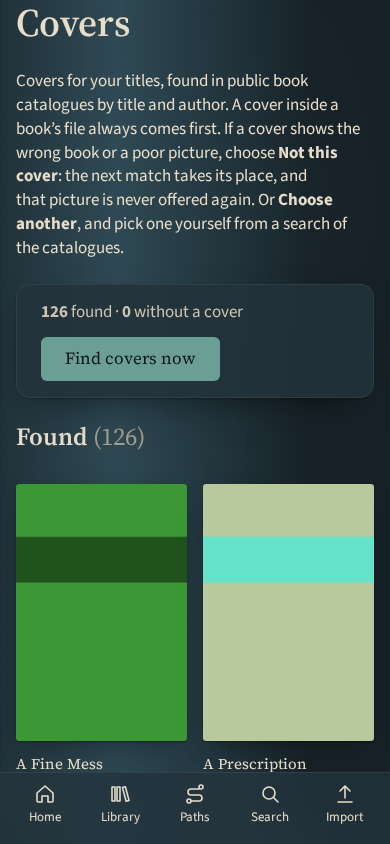 Covers
Covers for your titles, found in public book
catalogues by title and author. A cover inside a
book’s file always comes first. If a cover shows the
wrong book or a poor picture, choose Not this
cover: the next match takes its place, and
that picture is never offered again. Or Choose
another, and pick one yourself from a search of
the catalogues.
126 found · 0 without a cover
Find covers now
Found (126)
A Fine Mess
A Prescription
Home
Library
Paths
Search
Import